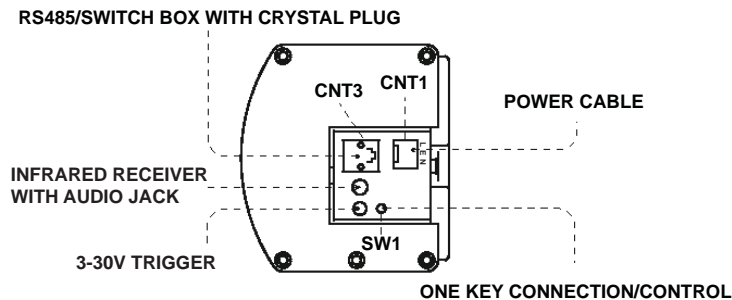 RS485/SWITCH BOX WITH CRYSTAL PLUG
CNT3
CNT1
POWER CABLE
L E N
INFRARED RECEIVER
WITH AUDIO JACK
SW1
3-30V TRIGGER
ONE KEY CONNECTION/CONTROL